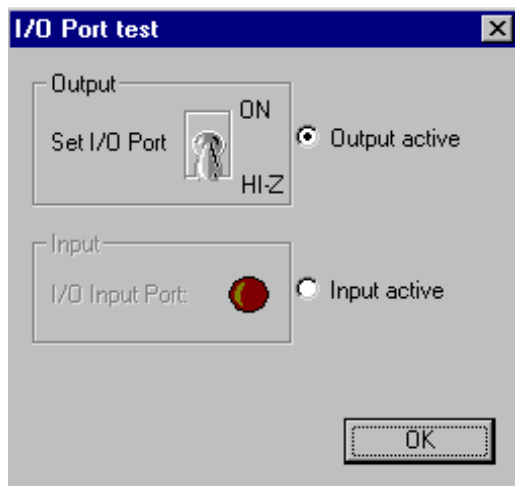 I/O Port test
Output
ON
Set I/O Port
HI-Z
Output active
Input
I/O Input Port:
Input active
OK